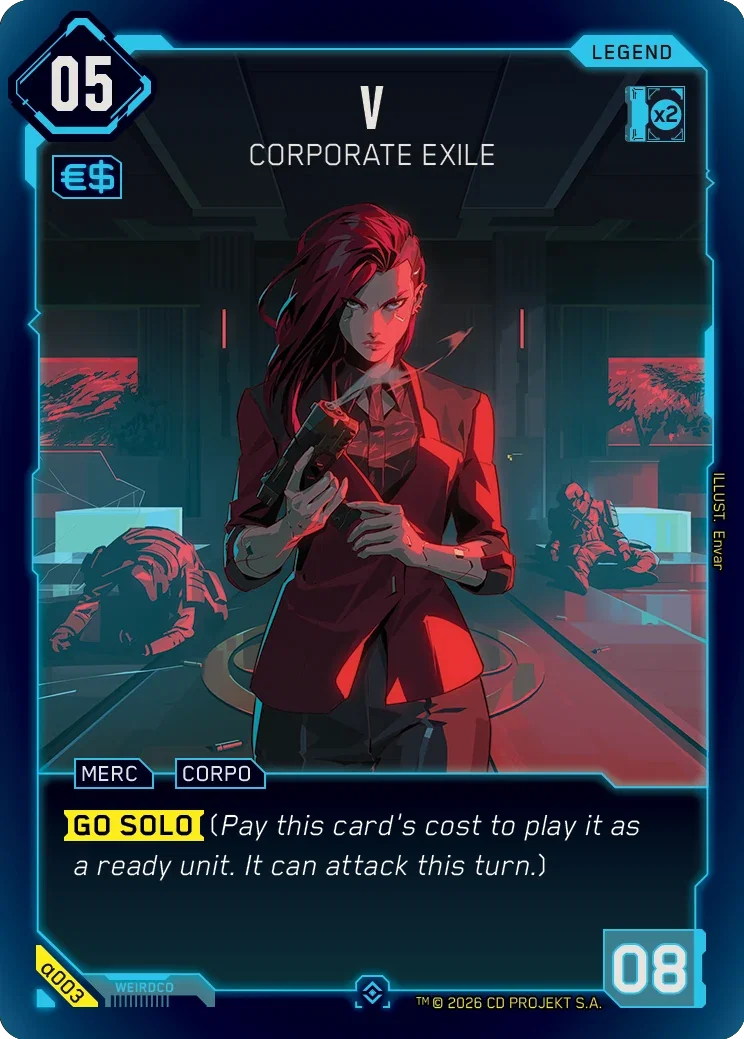 05
LEGEND
V
x2
CORPORATE EXILE
€$
ILLUST. Envar
MERC
CORPO
GO SOLO (Pay this card's cost to play it as
a ready unit. It can attack this turn.)
08
α003
WEIRDCO
™ © 2026 CD PROJEKT S.A.